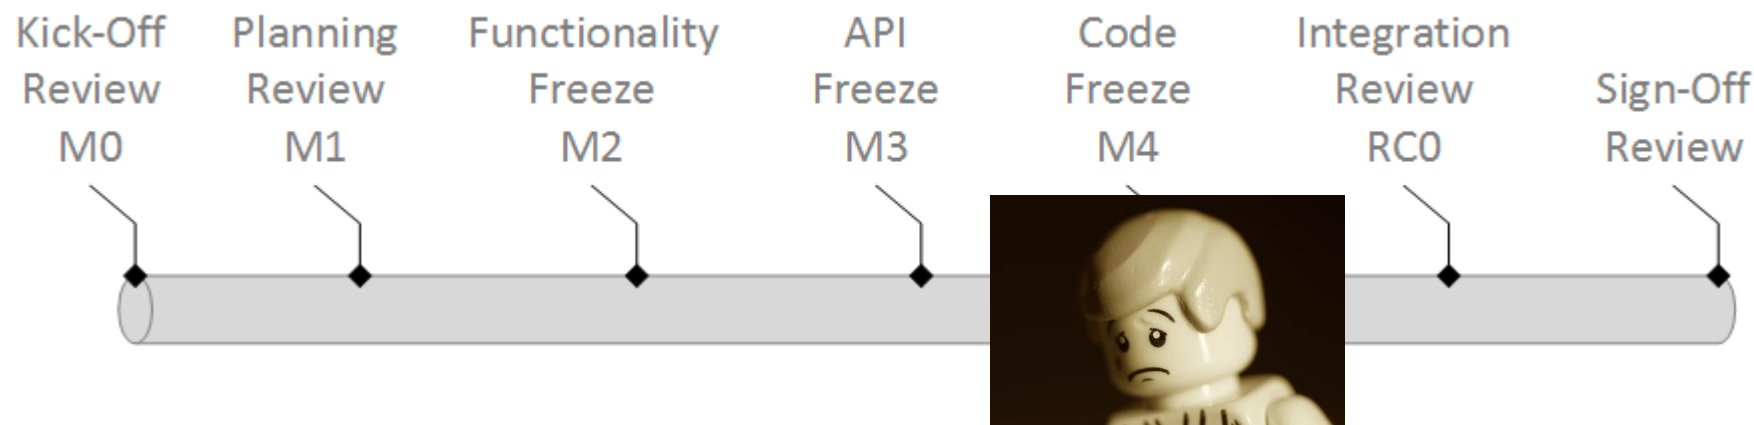 Kick-Off
Review
M0
Planning
Review
M1
Functionality
Freeze
M2
API
Freeze
M3
Code
Freeze
M4
Integration
Review
RC0
Sign-Off
Review